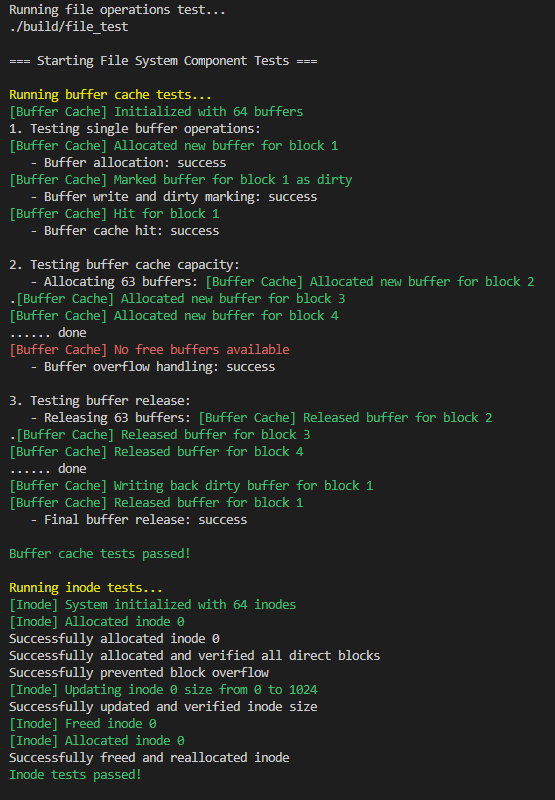 Running file operations test...
./build/file_test
=== Starting File System Component Tests ===
Running buffer cache tests...
[Buffer Cache] Initialized with 64 buffers
1. Testing single buffer operations:
[Buffer Cache] Allocated new buffer for block 1
- Buffer allocation: success
[Buffer Cache] Marked buffer for block 1 as dirty
- Buffer write and dirty marking: success
[Buffer Cache] Hit for block 1
- Buffer cache hit: success
2. Testing buffer cache capacity:
- Allocating 63 buffers: [Buffer Cache] Allocated new buffer for block 2
.[Buffer Cache] Allocated new buffer for block 3
[Buffer Cache] Allocated new buffer for block 4
...... done
[Buffer Cache] No free buffers available
- Buffer overflow handling: success
3. Testing buffer release:
- Releasing 63 buffers: [Buffer Cache] Released buffer for block 2
.[Buffer Cache] Released buffer for block 3
[Buffer Cache] Released buffer for block 4
...... done
[Buffer Cache] Writing back dirty buffer for block 1
[Buffer Cache] Released buffer for block 1
- Final buffer release: success
Buffer cache tests passed!
Running inode tests...
[Inode] System initialized with 64 inodes
[Inode] Allocated inode 0
Successfully allocated inode 0
Successfully allocated and verified all direct blocks
Successfully prevented block overflow
[Inode] Updating inode 0 size from 0 to 1024
Successfully updated and verified inode size
[Inode] Freed inode 0
[Inode] Allocated inode 0
Successfully freed and reallocated inode
Inode tests passed!